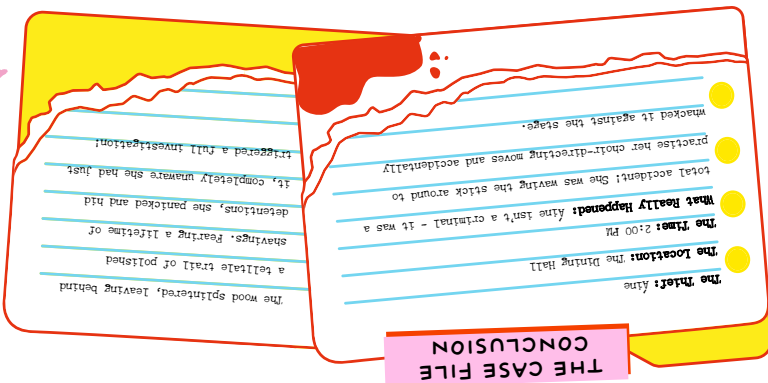 THE CASE FILE
CONCLUSION
The Thief: Áine
The Location: The Dining Hall
The Time: 2:00 PM
What Really Happened: Áine isn't a criminal – it was a
total accident! She was waving the stick around to
practise her choir-directing moves and accidentally
whacked it against the stage.
The wood splintered, leaving behind
a telltale trail of polished
shavings. Fearing a lifetime of
detentions, she panicked and hid
it, completely unaware she had just
triggered a full investigation!